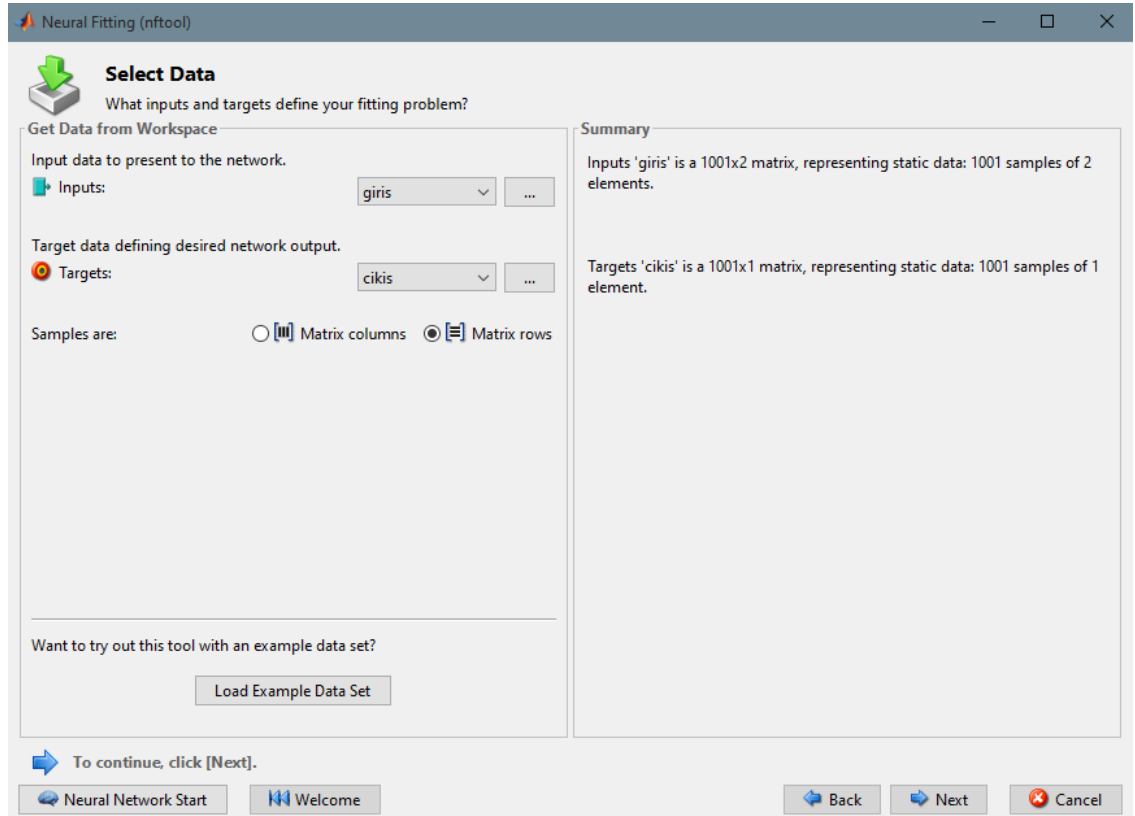 Neural Fitting (nftool)
Select Data
What inputs and targets define your fitting problem?
Get Data from Workspace
Input data to present to the network.
Inputs:
giris
...
Target data defining desired network output.
Targets:
cikis
...
Samples are:
Matrix columns
Matrix rows
Want to try out this tool with an example data set?
Load Example Data Set
Summary
Inputs 'giris' is a 1001x2 matrix, representing static data: 1001 samples of 2
elements.
Targets 'cikis' is a 1001x1 matrix, representing static data: 1001 samples of 1
element.
To continue, click [Next].
Neural Network Start
Welcome
Back
Next
Cancel